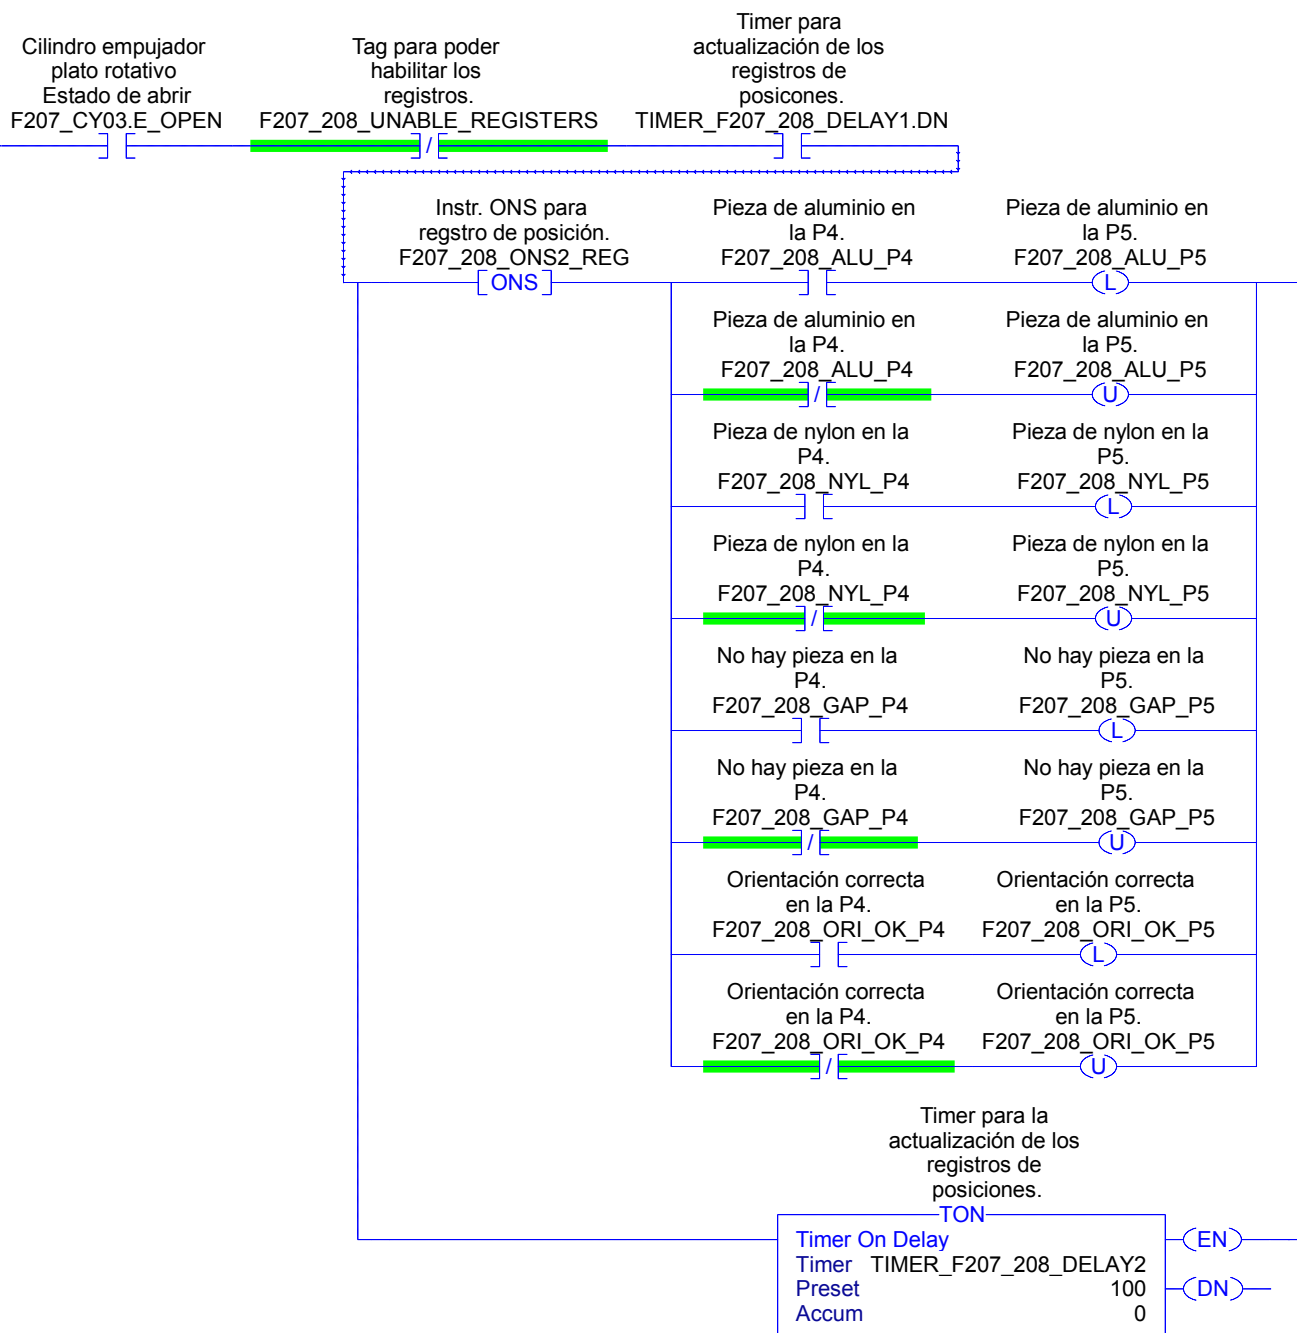 Cilindro empujador
plato rotativo
Estado de abrir
F207_CY03.E_OPEN
Tag para poder
habilitar los
registros.
F207_208_UNABLE_REGISTERS
/
Timer para
actualización de los
registros de
posicones.
TIMER_F207_208_DELAY1.DN
Instr. ONS para
regstro de posición.
F207_208_ONS2_REG
ONS
Pieza de aluminio en
la P4.
F207_208_ALU_P4
Pieza de aluminio en
la P5.
F207_208_ALU_P5
L
Pieza de aluminio en
la P4.
F207_208_ALU_P4
/
Pieza de aluminio en
la P5.
F207_208_ALU_P5
U
Pieza de nylon en la
P4.
F207_208_NYL_P4
Pieza de nylon en la
P5.
F207_208_NYL_P5
L
Pieza de nylon en la
P4.
F207_208_NYL_P4
/
Pieza de nylon en la
P5.
F207_208_NYL_P5
U
No hay pieza en la
P4.
F207_208_GAP_P4
No hay pieza en la
P5.
F207_208_GAP_P5
L
No hay pieza en la
P4.
F207_208_GAP_P4
/
No hay pieza en la
P5.
F207_208_GAP_P5
U
Orientación correcta
en la P4.
F207_208_ORI_OK_P4
Orientación correcta
en la P5.
F207_208_ORI_OK_P5
L
Orientación correcta
en la P4.
F207_208_ORI_OK_P4
/
Orientación correcta
en la P5.
F207_208_ORI_OK_P5
U
Timer para la
actualización de los
registros de
posiciones.
TON
Timer On Delay
Timer TIMER_F207_208_DELAY2
Preset 100
Accum 0
EN
DN